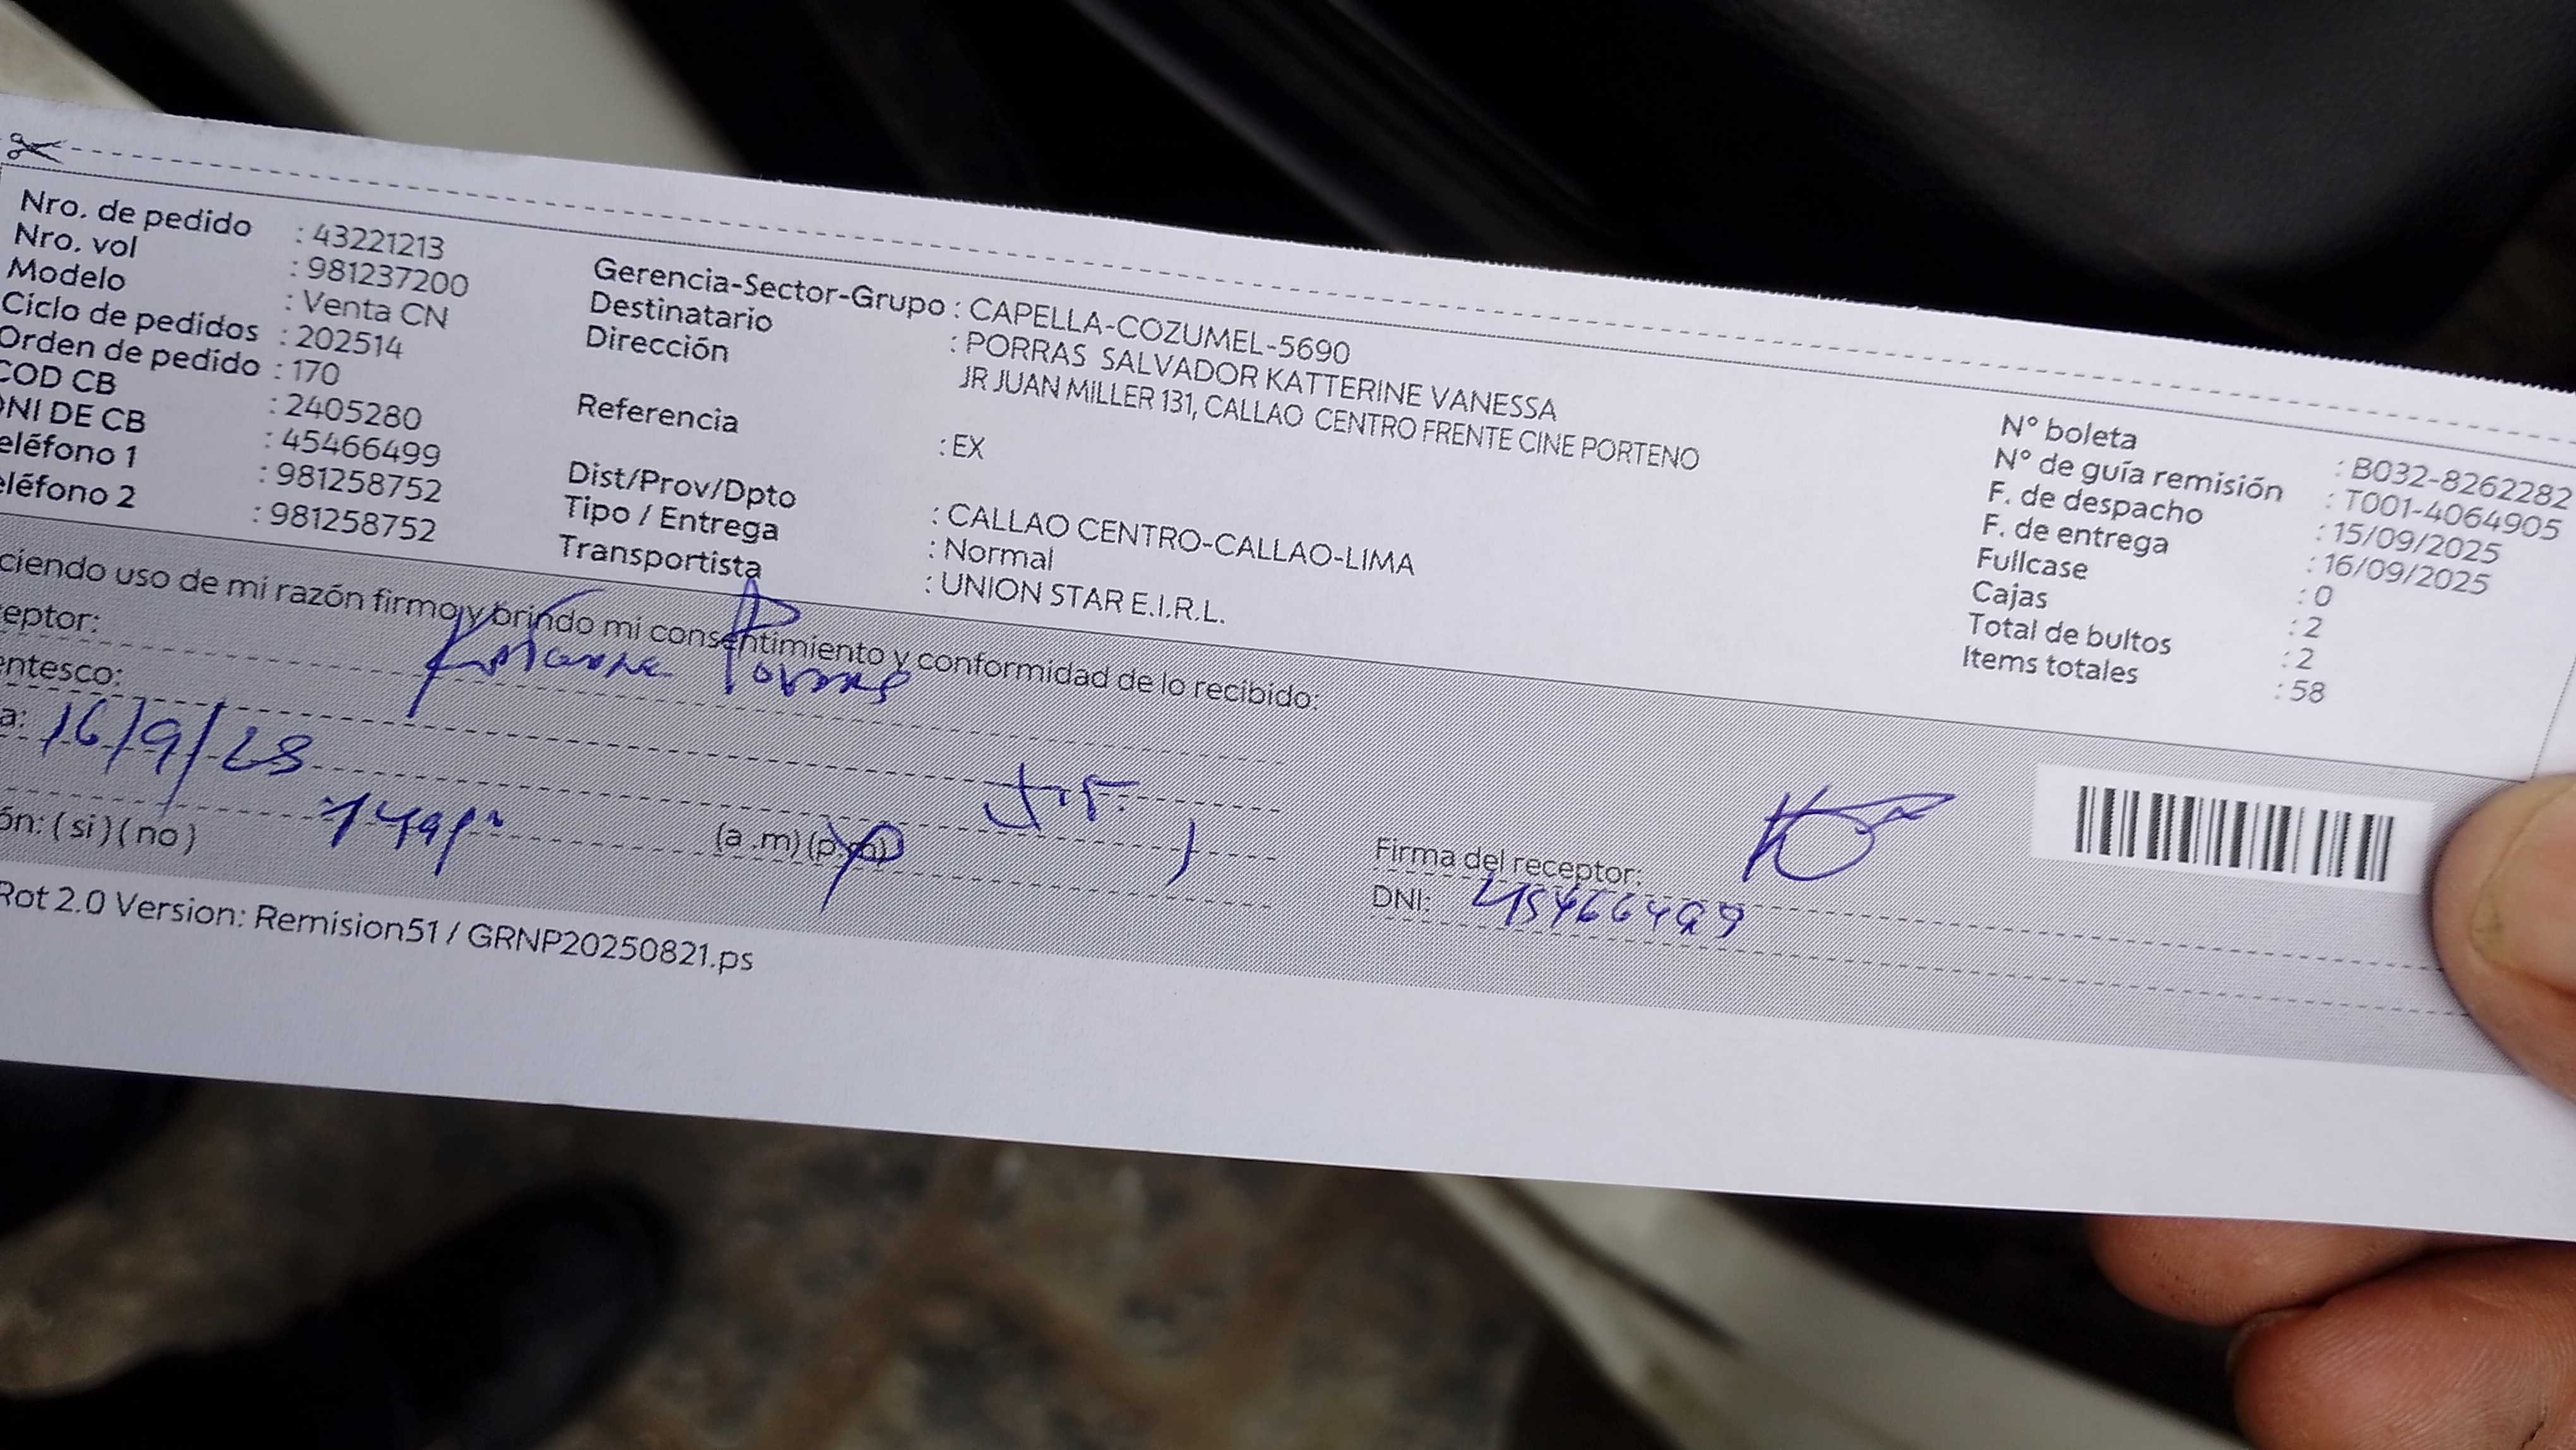 Nro. de pedido : 43221213
Nro. vol : 981237200
Modelo : Venta CN
Ciclo de pedidos : 202514
Orden de pedido : 170
COD CB : 2405280
DNI DE CB : 45466499
eléfono 1 : 981258752
eléfono 2 : 981258752
Gerencia-Sector-Grupo : CAPELLA-COZUMEL-5690
Destinatario : PORRAS SALVADOR KATTERINE VANESSA
Dirección JR JUAN MILLER 131, CALLAO CENTRO FRENTE CINE PORTENO
Referencia : EX
Dist/Prov/Dpto : CALLAO CENTRO-CALLAO-LIMA
Tipo / Entrega : Normal
Transportista : UNION STAR E.I.R.L.
N° boleta : B032-8262282
N° de guía remisión : T001-4064905
F. de despacho : 15/09/2025
F. de entrega : 16/09/2025
Fullcase : 0
Cajas : 2
Total de bultos : 2
Items totales : 58
ciendo uso de mi razón firmo y brindo mi consentimiento y conformidad de lo recibido:
eptor: Porras
entesco:
a: 16/9/25
ón: ( si ) ( no ) (a .m) (p.m)
Firma del receptor:
DNI: 45466499
Rot 2.0 Version: Remision51 / GRNP20250821.ps